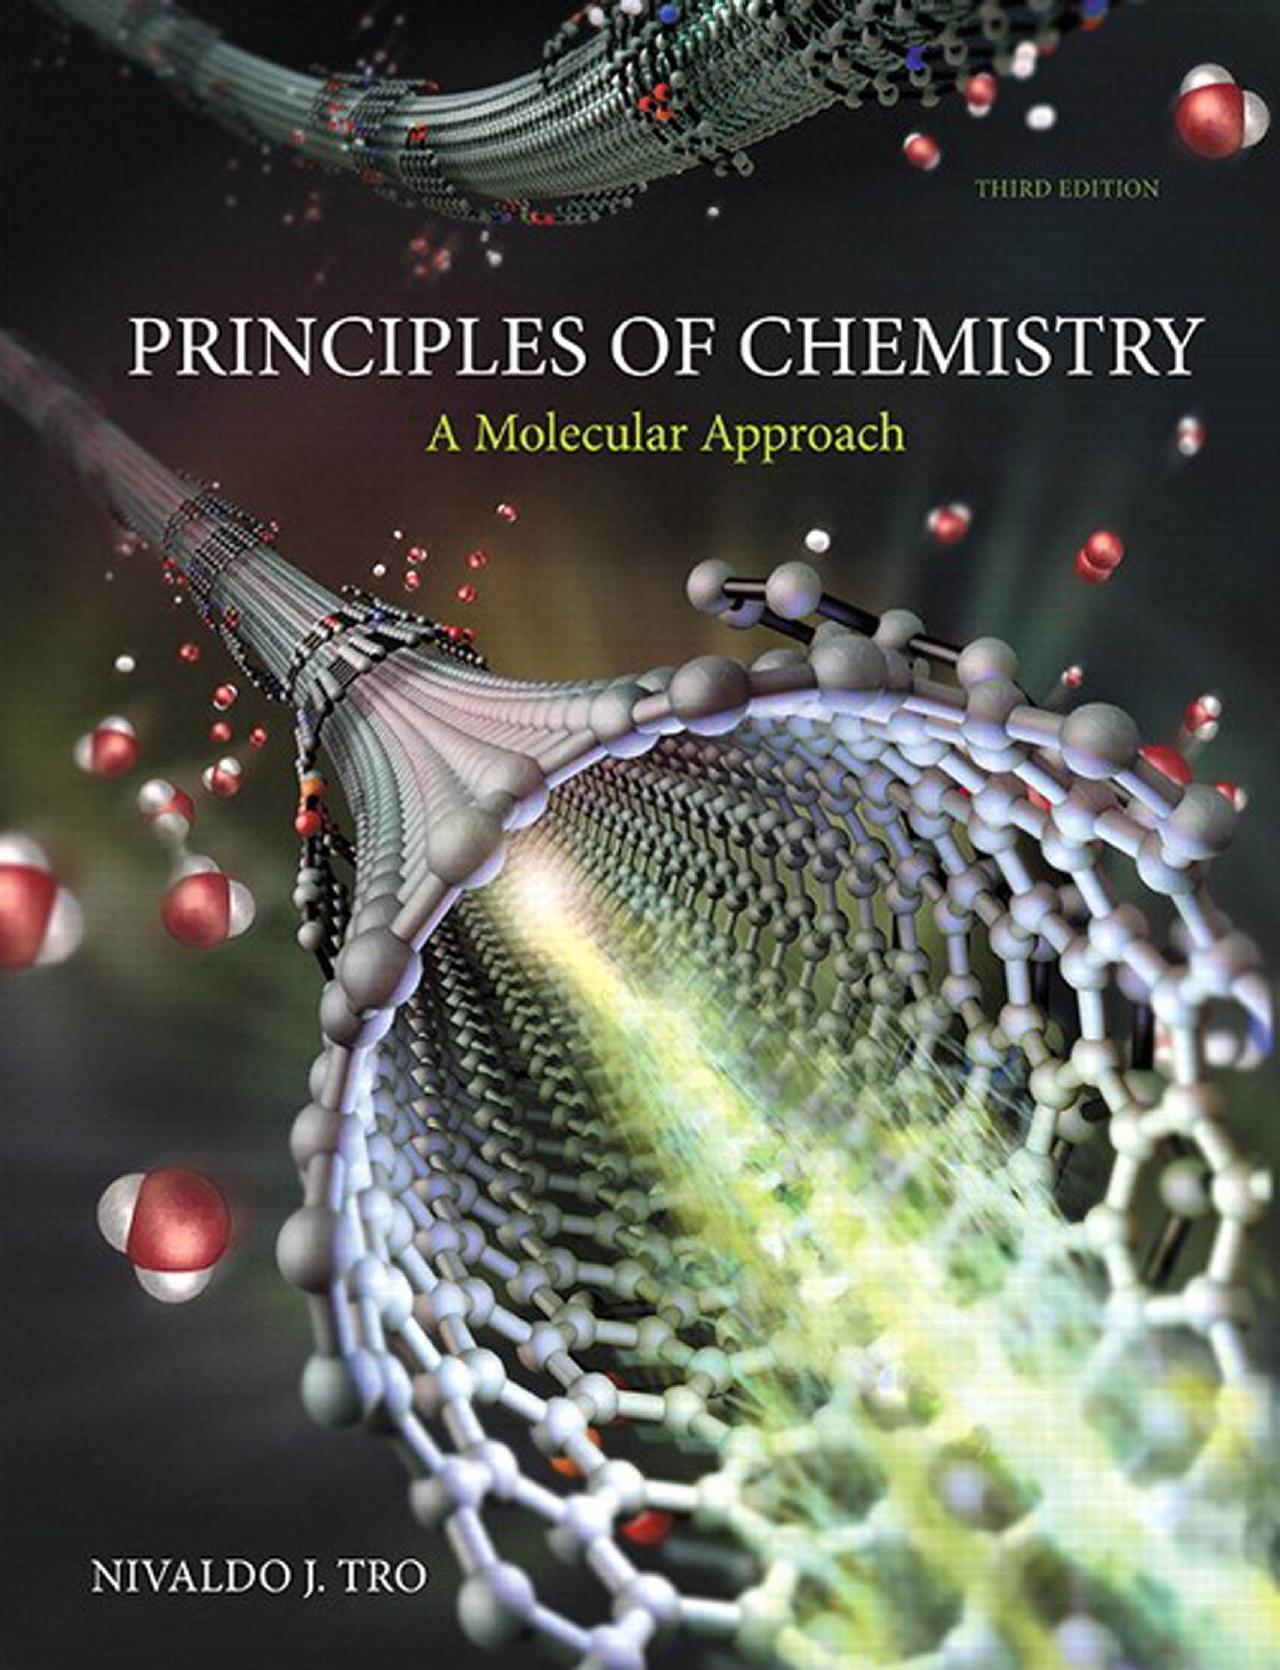 THIRD EDITION
PRINCIPLES OF CHEMISTRY
A Molecular Approach
NIVALDO J. TRO